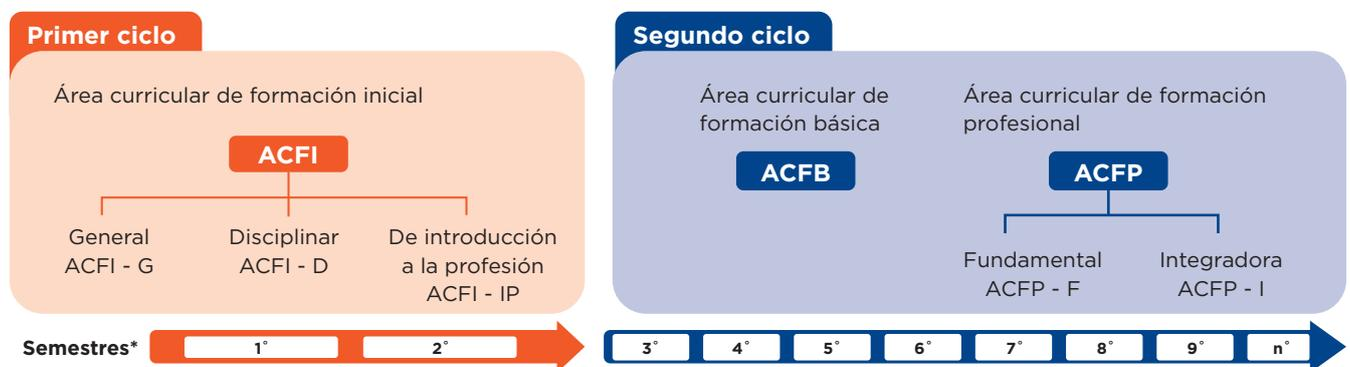 Primer ciclo
Área curricular de formación inicial
ACFI
General
ACFI - G
Disciplinar
ACFI - D
De introducción
a la profesión
ACFI - IP
Segundo ciclo
Área curricular de
formación básica
ACFB
Área curricular de formación
profesional
ACFP
Fundamental
ACFP - F
Integradora
ACFP - I
Semestres* 1° 2° 3° 4° 5° 6° 7° 8° 9° n°